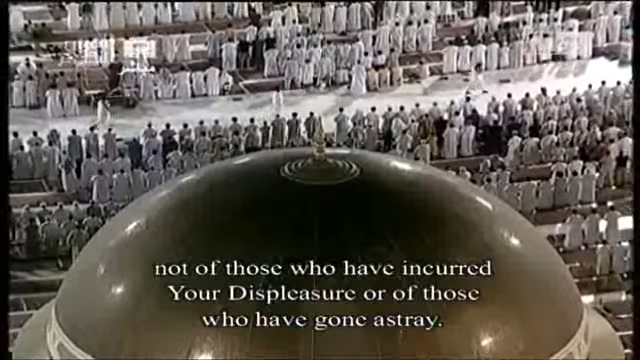 not of those who have incurred
Your Displeasure or of those
who have gone astray.